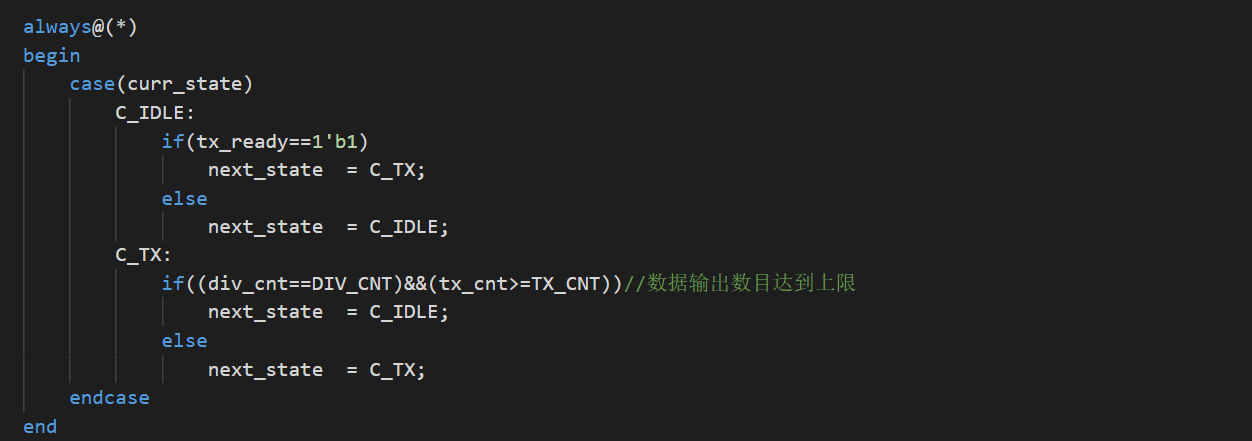 always@(*)
begin
    case(curr_state)
        C_IDLE:
            if(tx_ready==1'b1)
                next_state  = C_TX;
            else
                next_state  = C_IDLE;
        C_TX:
            if((div_cnt==DIV_CNT)&&(tx_cnt>=TX_CNT))//数据输出数目达到上限
                next_state  = C_IDLE;
            else
                next_state  = C_TX;
    endcase
end